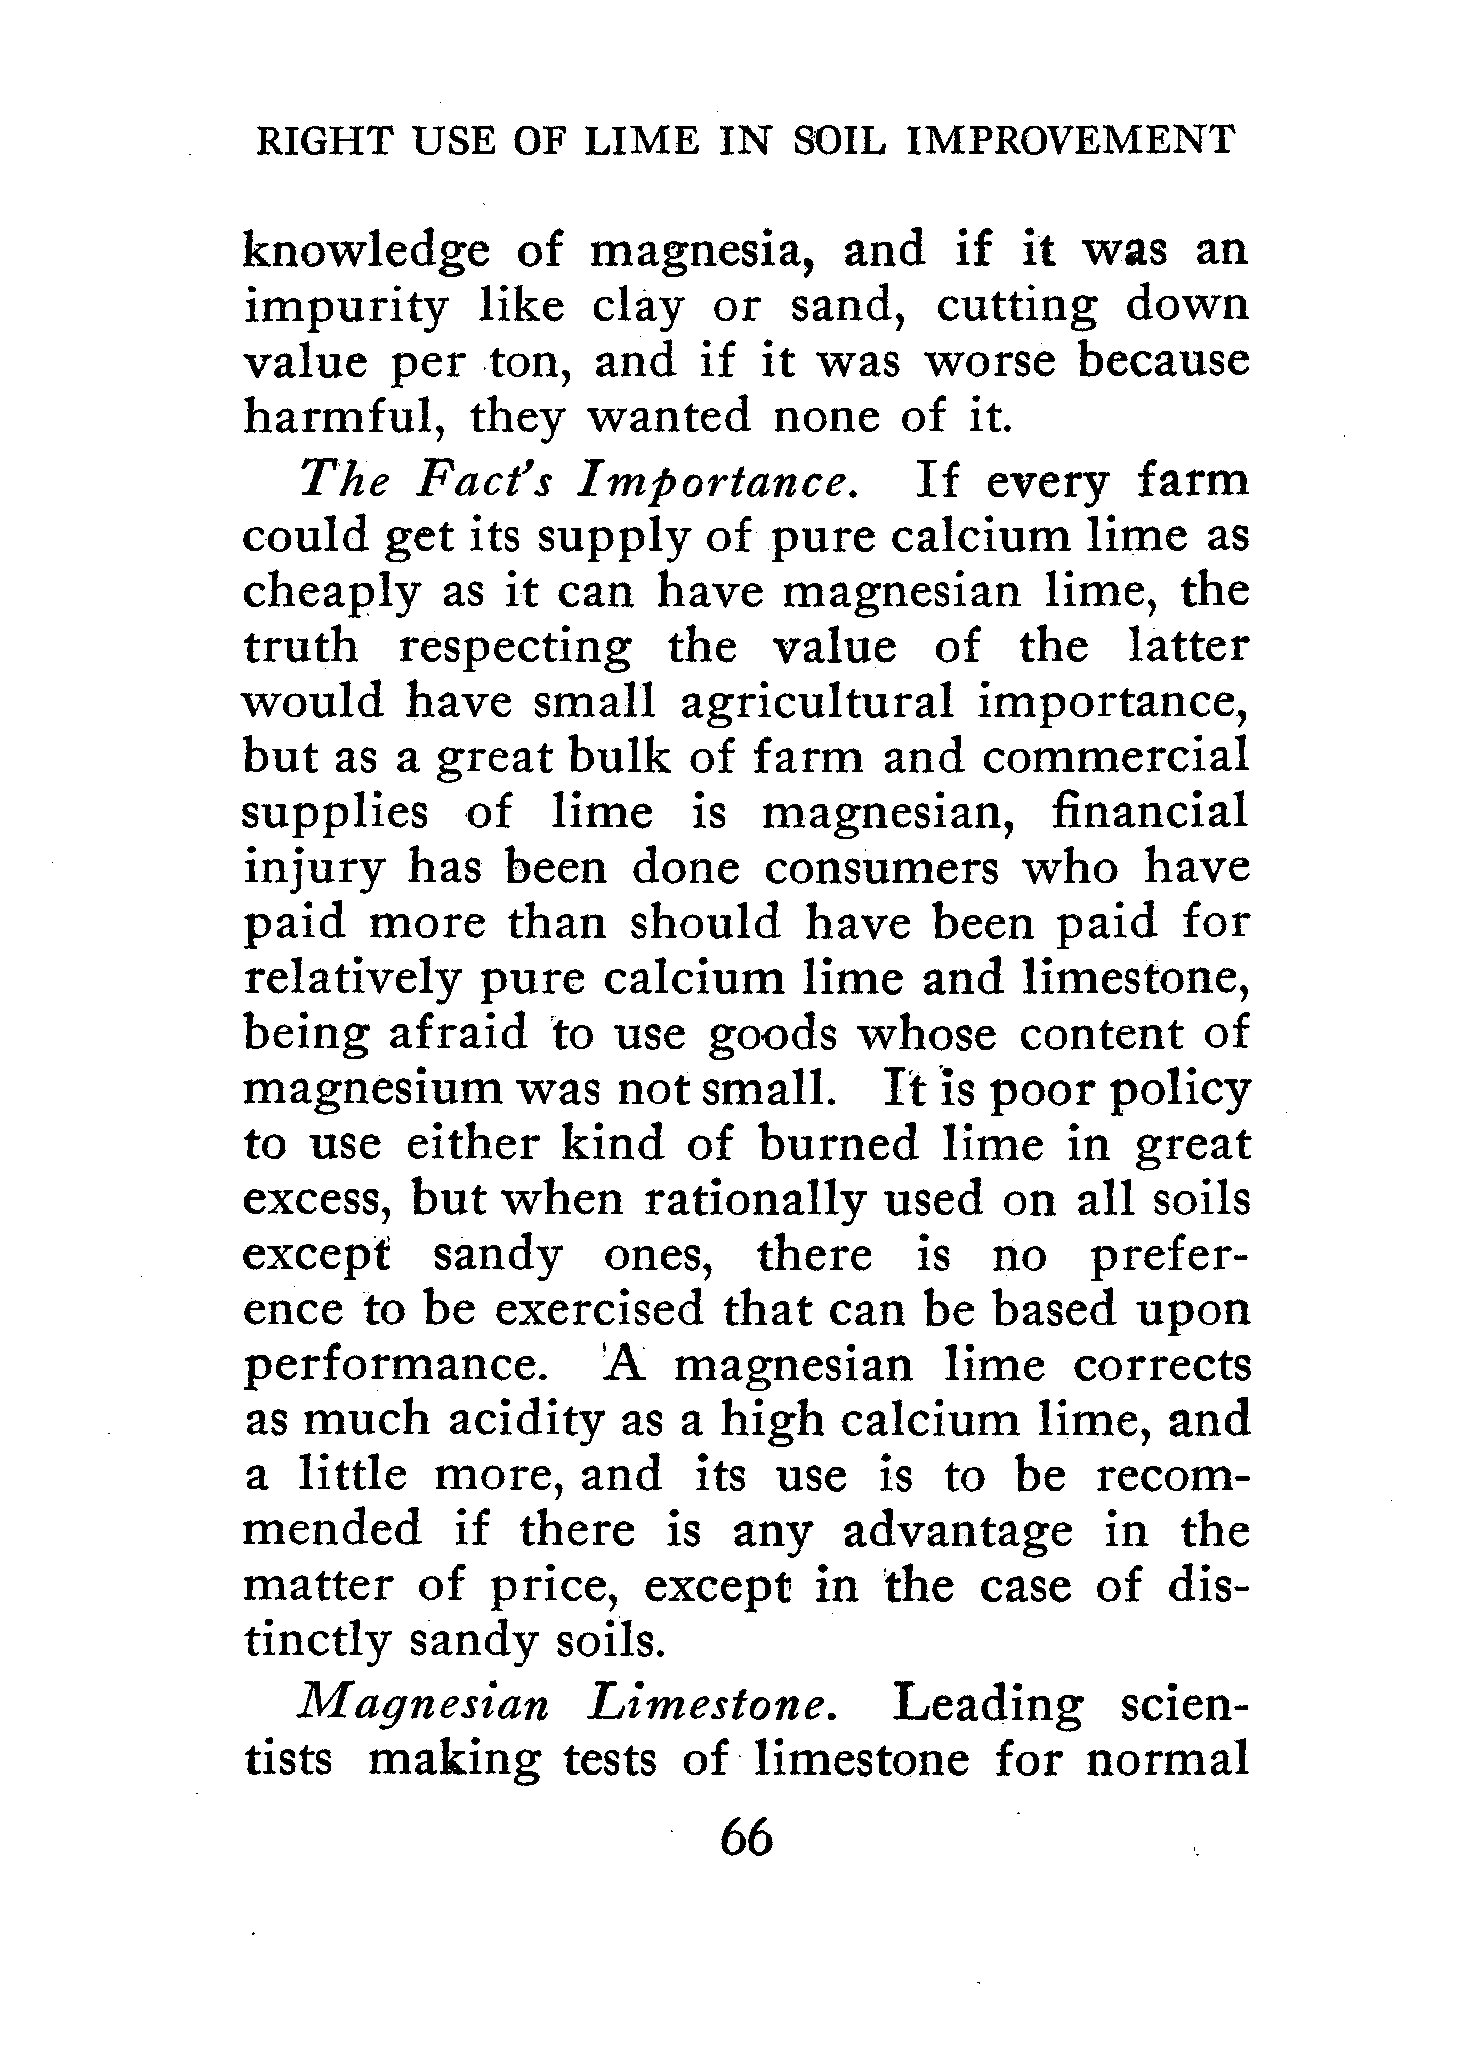 RIGHT USE OF LIME IN SOIL IMPROVEMENT
knowledge of magnesia, and if it was an
impurity like clay or sand, cutting down
value per ton, and if it was worse because
harmful, they wanted none of it.
The Fact's Importance. If every farm
could get its supply of pure calcium lime as
cheaply as it can have magnesian lime, the
truth respecting the value of the latter
would have small agricultural importance,
but as a great bulk of farm and commercial
supplies of lime is magnesian, financial
injury has been done consumers who have
paid more than should have been paid for
relatively pure calcium lime and limestone,
being afraid to use goods whose content of
magnesium was not small. It is poor policy
to use either kind of burned lime in great
excess, but when rationally used on all soils
except sandy ones, there is no prefer-
ence to be exercised that can be based upon
performance. A magnesian lime corrects
as much acidity as a high calcium lime, and
a little more, and its use is to be recom-
mended if there is any advantage in the
matter of price, except in the case of dis-
tinctly sandy soils.
Magnesian Limestone. Leading scien-
tists making tests of limestone for normal
66